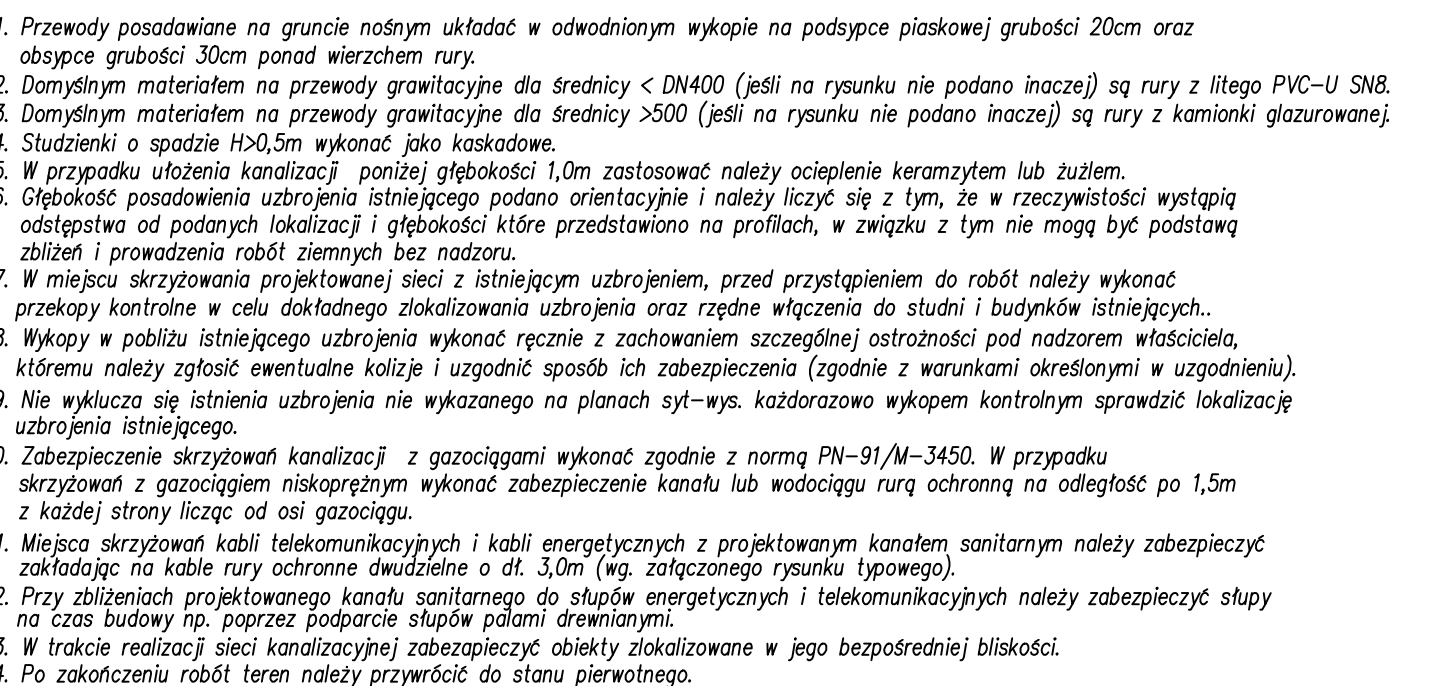 1. Przewody posadawiane na gruncie nośnym układać w odwodnionym wykopie na podsypce piaskowej grubości 20cm oraz
obsypce grubości 30cm ponad wierzchem rury.
2. Domyślnym materiałem na przewody grawitacyjne dla średnicy < DN400 (jeśli na rysunku nie podano inaczej) są rury z litego PVC-U SN8.
3. Domyślnym materiałem na przewody grawitacyjne dla średnicy >500 (jeśli na rysunku nie podano inaczej) są rury z kamionki glazurowanej.
4. Studzienki o spadzie H>0,5m wykonać jako kaskadowe.
5. W przypadku ułożenia kanalizacji poniżej głębokości 1,0m zastosować należy ocieplenie keramzytem lub żużlem.
6. Głębokość posadowienia uzbrojenia istniejącego podano orientacyjnie i należy liczyć się z tym, że w rzeczywistości wystąpią
odstępstwa od podanych lokalizacji i głębokości które przedstawiono na profilach, w związku z tym nie mogą być podstawą
zbliżeń i prowadzenia robót ziemnych bez nadzoru.
7. W miejscu skrzyżowania projektowanej sieci z istniejącym uzbrojeniem, przed przystąpieniem do robót należy wykonać
przekopy kontrolne w celu dokładnego zlokalizowania uzbrojenia oraz rzędne włączenia do studni i budynków istniejących..
8. Wykopy w pobliżu istniejącego uzbrojenia wykonać ręcznie z zachowaniem szczególnej ostrożności pod nadzorem właściciela,
któremu należy zgłosić ewentualne kolizje i uzgodnić sposób ich zabezpieczenia (zgodnie z warunkami określonymi w uzgodnieniu).
9. Nie wyklucza się istnienia uzbrojenia nie wykazanego na planach syt-wys. każdorazowo wykopem kontrolnym sprawdzić lokalizację
uzbrojenia istniejącego.
0. Zabezpieczenie skrzyżowań kanalizacji z gazociągami wykonać zgodnie z normą PN-91/M-3450. W przypadku
skrzyżowań z gazociągiem niskoprężnym wykonać zabezpieczenie kanału lub wodociągu rurą ochronną na odległość po 1,5m
z każdej strony licząc od osi gazociągu.
1. Miejsca skrzyżowań kabli telekomunikacyjnych i kabli energetycznych z projektowanym kanałem sanitarnym należy zabezpieczyć
zakładając na kable rury ochronne dwudzielne o dł. 3,0m (wg. załączonego rysunku typowego).
2. Przy zbliżeniach projektowanego kanału sanitarnego do słupów energetycznych i telekomunikacyjnych należy zabezpieczyć słupy
na czas budowy np. poprzez podparcie słupów palami drewnianymi.
3. W trakcie realizacji sieci kanalizacyjnej zabezapieczyć obiekty zlokalizowane w jego bezpośredniej bliskości.
4. Po zakończeniu robót teren należy przywrócić do stanu pierwotnego.